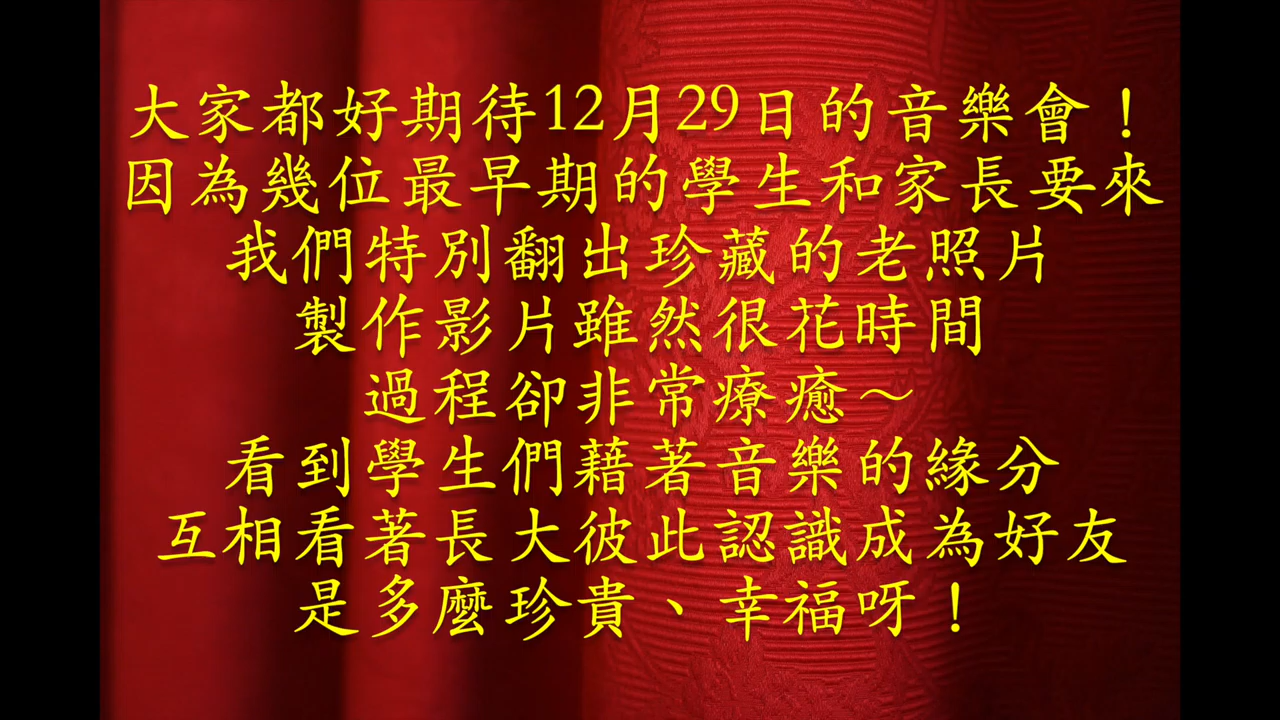 大家都好期待12月29日的音樂會！
因為幾位最早期的學生和家長要來
我們特別翻出珍藏的老照片
製作影片雖然很花時間
過程卻非常療癒～
看到學生們藉著音樂的緣分
互相看著長大彼此認識成為好友
是多麼珍貴、幸福呀！